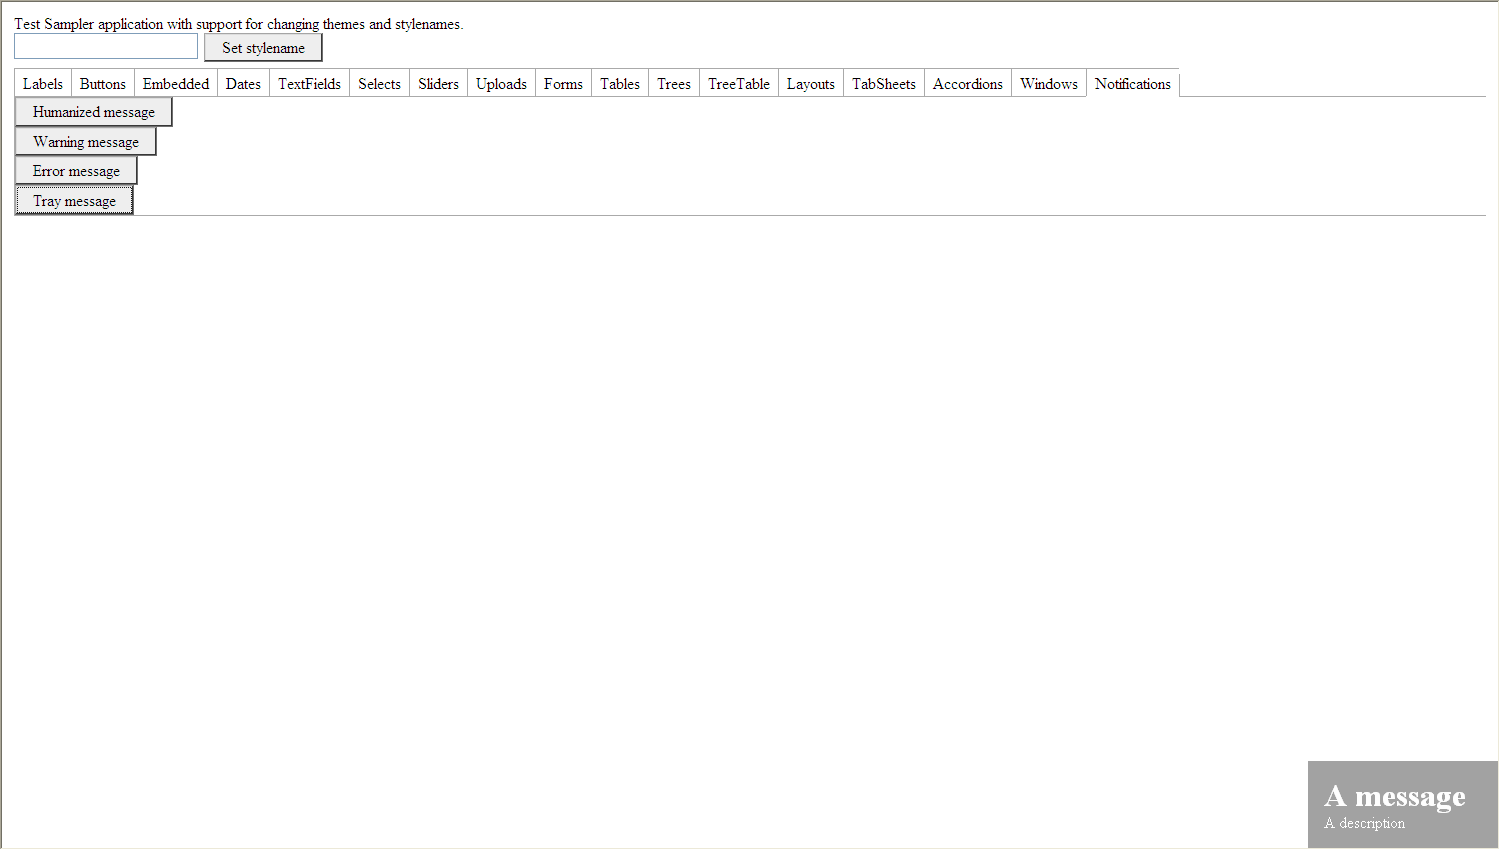 Test Sampler application with support for changing themes and stylenames.
Set stylename
Labels Buttons Embedded Dates TextFields Selects Sliders Uploads Forms Tables Trees TreeTable Layouts TabSheets Accordions Windows Notifications
Humanized message
Warning message
Error message
Tray message
A message
A description